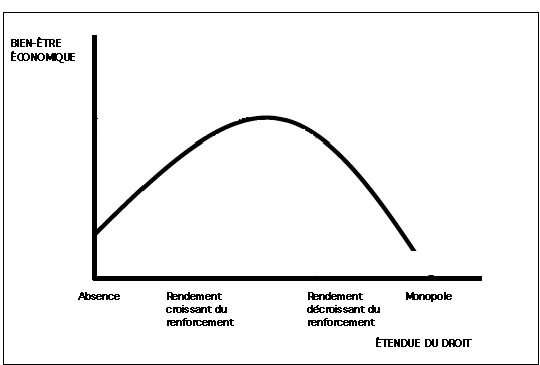 BIEN-ÊTRE
ÉCONOMIQUE
Absence
Rendement
croissant du
renforcement
Rendement
décroissant du
renforcement
Monopole
ÉTENDUE DU DROIT